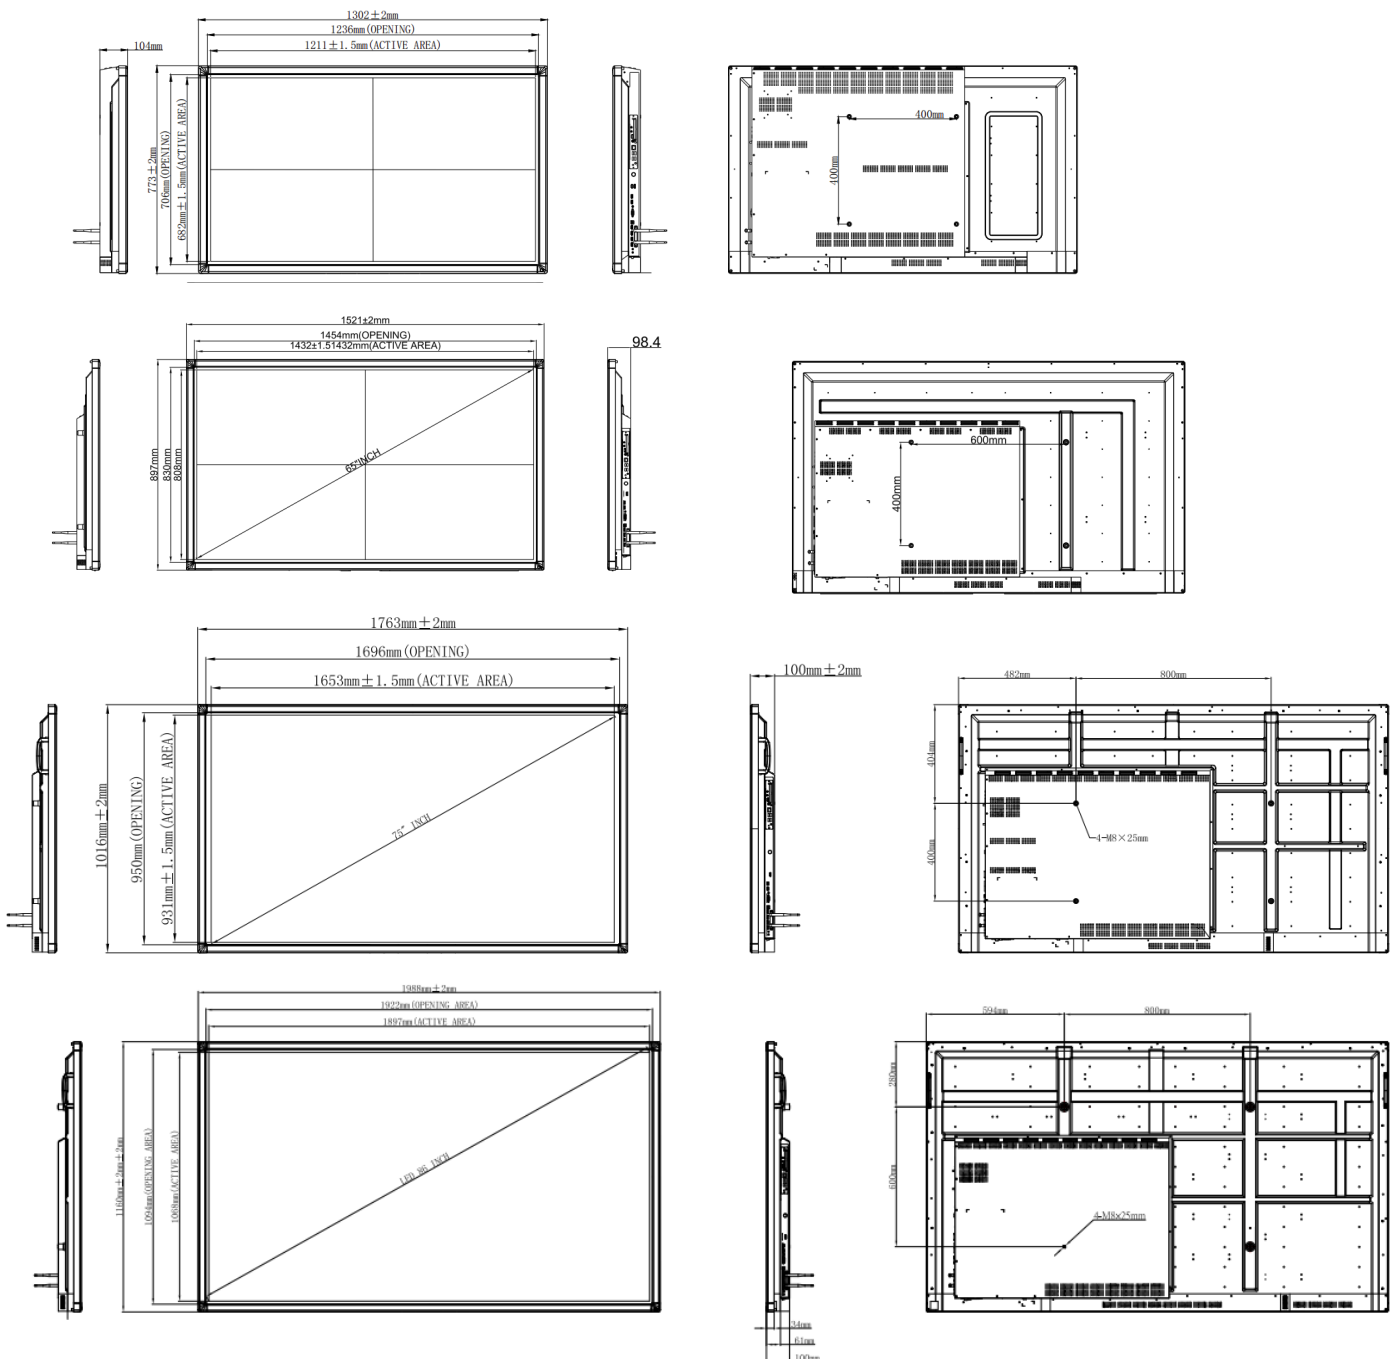 1302±2mm
1236mm(OPENING)
1211±1.5mm(ACTIVE AREA)
104mm
773±2mm
706mm(OPENING)
682mm±1.5mm(ACTIVE AREA)
400mm
400mm
1521±2mm
1454mm(OPENING)
1432±1.51432mm(ACTIVE AREA)
98.4
897mm
830mm
808mm
65"INCH
600mm
400mm
1763mm±2mm
1696mm(OPENING)
1653mm±1.5mm(ACTIVE AREA)
1016mm±2mm
950mm(OPENING)
931mm±1.5mm(ACTIVE AREA)
75" INCH
100mm±2mm
482mm
800mm
404mm
400mm
4-M8×25mm
1988mm±2mm
1922mm(OPENING AREA)
1897mm(ACTIVE AREA)
1160mm±2mm±2mm
1094mm(OPENING AREA)
1068mm(ACTIVE AREA)
LED 86 INCH
34mm
61mm
100mm
594mm
800mm
280mm
600mm
4-M8x25mm